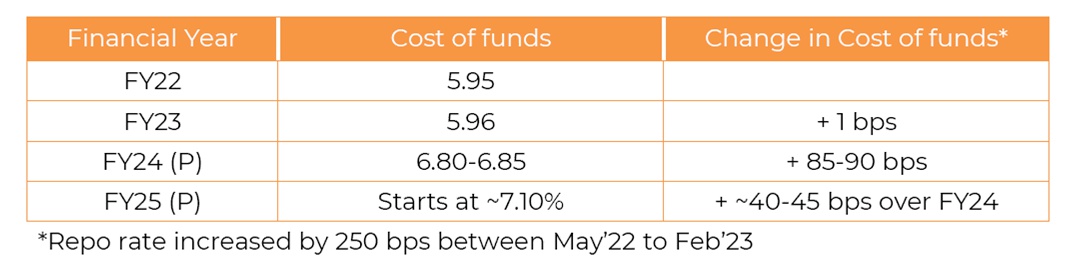 Financial Year Cost of funds Change in Cost of funds*
FY22 5.95
FY23 5.96 + 1 bps
FY24 (P) 6.80-6.85 + 85-90 bps
FY25 (P) Starts at ~7.10% + ~40-45 bps over FY24
*Repo rate increased by 250 bps between May’22 to Feb’23